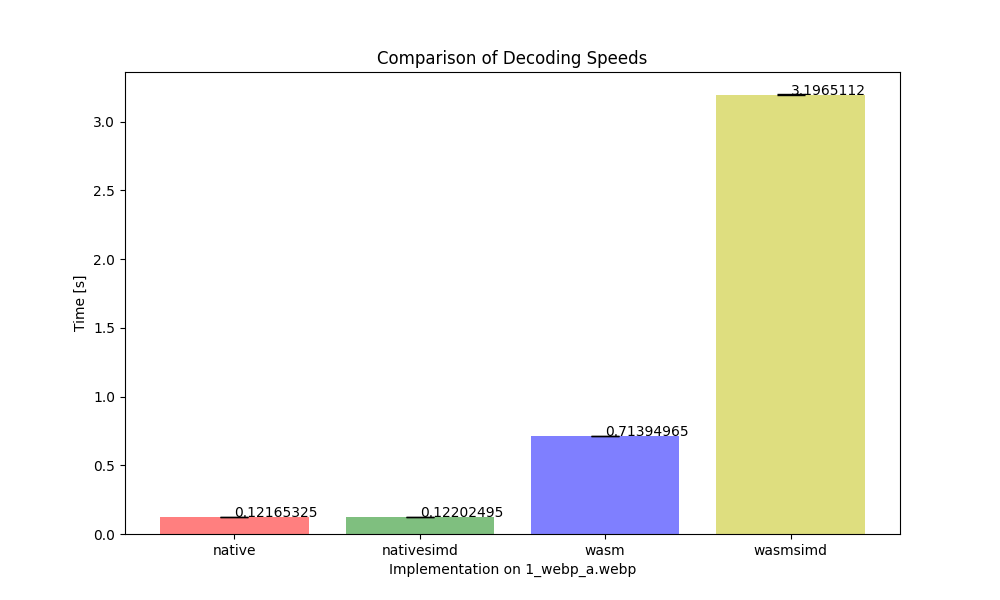 Comparison of Decoding Speeds
3.1965112
3.0
2.5
2.0
Time [s]
1.5
1.0
0.71394965
0.5
0.12165325
0.12202495
0.0
native
nativesimd
wasm
wasmsimd
Implementation on 1_webp_a.webp